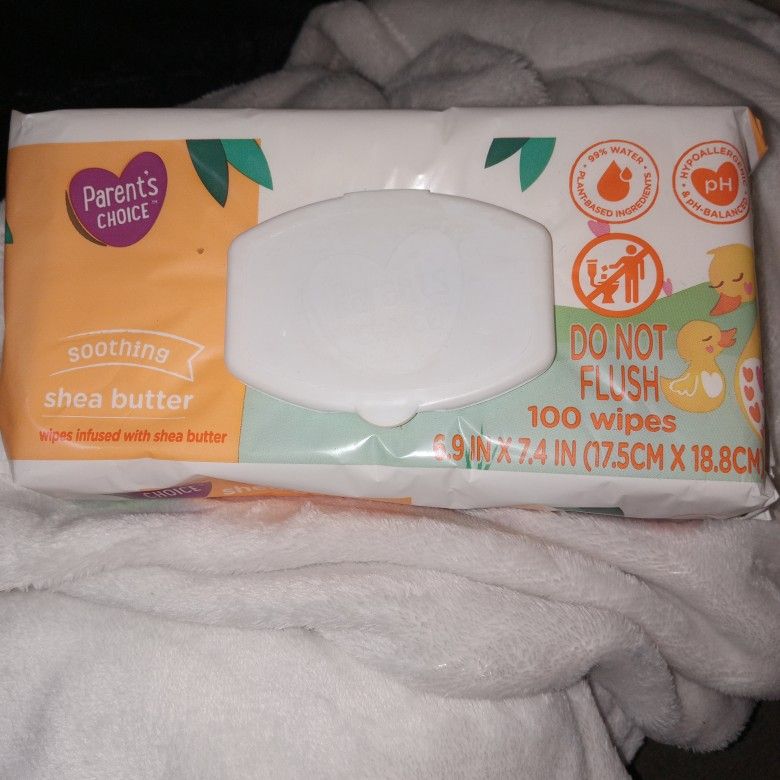 Parent's
CHOICE™
soothing
shea butter
wipes infused with shea butter
99% WATER
PLANT-BASED INGREDIENTS
HYPOALLERGENIC
pH
& pH-BALANCED
DO NOT
FLUSH
100 wipes
6.9 IN X 7.4 IN (17.5CM X 18.8CM
CHOICE